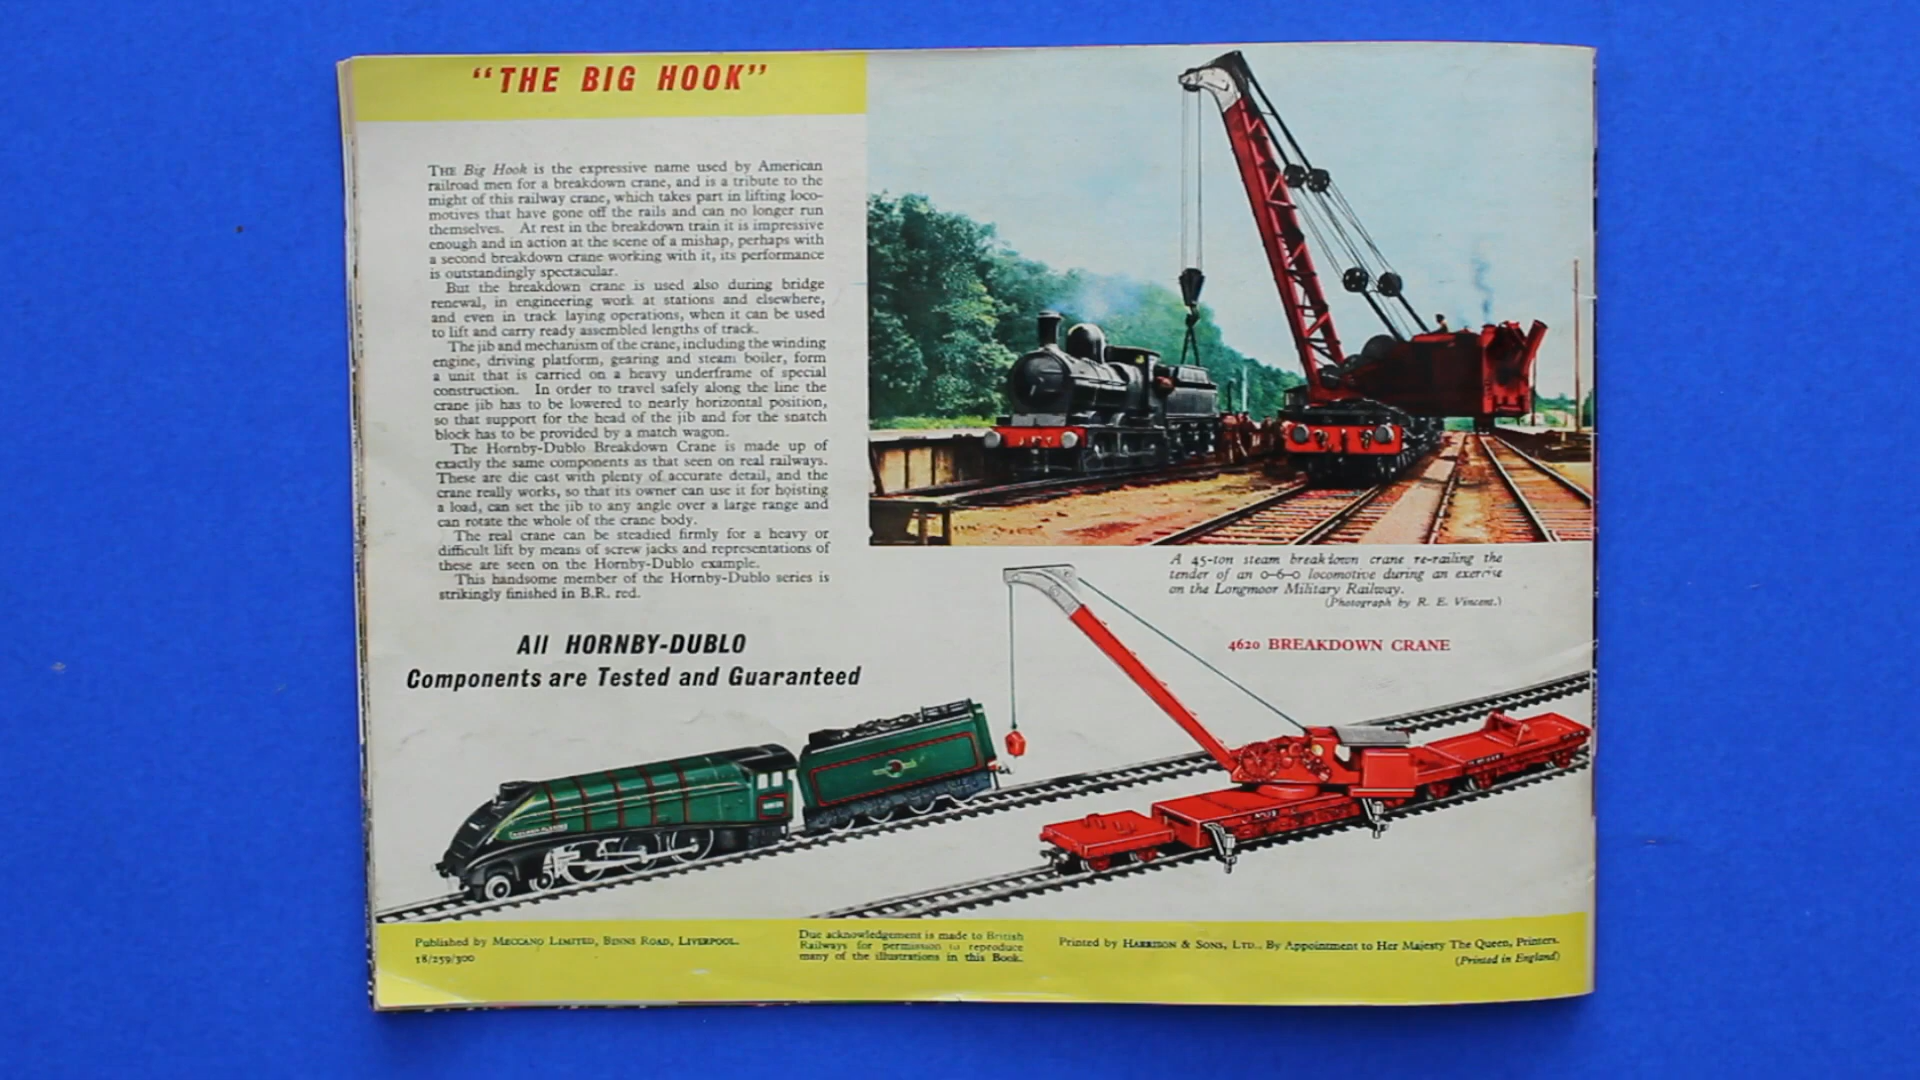 "THE BIG HOOK"
THE Big Hook is the expressive name used by American
railroad men for a breakdown crane, and is a tribute to the
might of this railway crane, which takes part in lifting loco-
motives that have gone off the rails and can no longer run
themselves. At rest in the breakdown train it is impressive
enough and in action at the scene of a mishap, perhaps with
a second breakdown crane working with it, its performance
is outstandingly spectacular.
But the breakdown crane is used also during bridge
renewal, in engineering work at stations and elsewhere,
and even in track laying operations, when it can be used
to lift and carry ready assembled lengths of track.
The jib and mechanism of the crane, including the winding
engine, driving platform, gearing and steam boiler, form
a unit that is carried on a heavy underframe of special
construction. In order to travel safely along the line the
crane jib has to be lowered to nearly horizontal position,
so that support for the head of the jib and for the snatch
block has to be provided by a match wagon.
The Hornby-Dublo Breakdown Crane is made up of
exactly the same components as that seen on real railways.
These are die cast with plenty of accurate detail, and the
crane really works, so that its owner can use it for hoisting
a load, can set the jib to any angle over a large range and
can rotate the whole of the crane body.
The real crane can be steadied firmly for a heavy or
difficult lift by means of screw jacks and representations of
these are seen on the Hornby-Dublo example.
This handsome member of the Hornby-Dublo series is
strikingly finished in B.R. red.
A 45-ton steam breakdown crane re-railing the
tender of an 0-6-0 locomotive during an exercise
on the Longmoor Military Railway.
(Photograph by R. E. Vincent.)
All HORNBY-DUBLO
Components are Tested and Guaranteed
4620 BREAKDOWN CRANE
Published by MECCANO LIMITED, BINNS ROAD, LIVERPOOL.
18/259/300
Due acknowledgement is made to British
Railways for permission to reproduce
many of the illustrations in this Book.
Printed by HARRISON & SONS, LTD., By Appointment to Her Majesty The Queen, Printers.
(Printed in England)